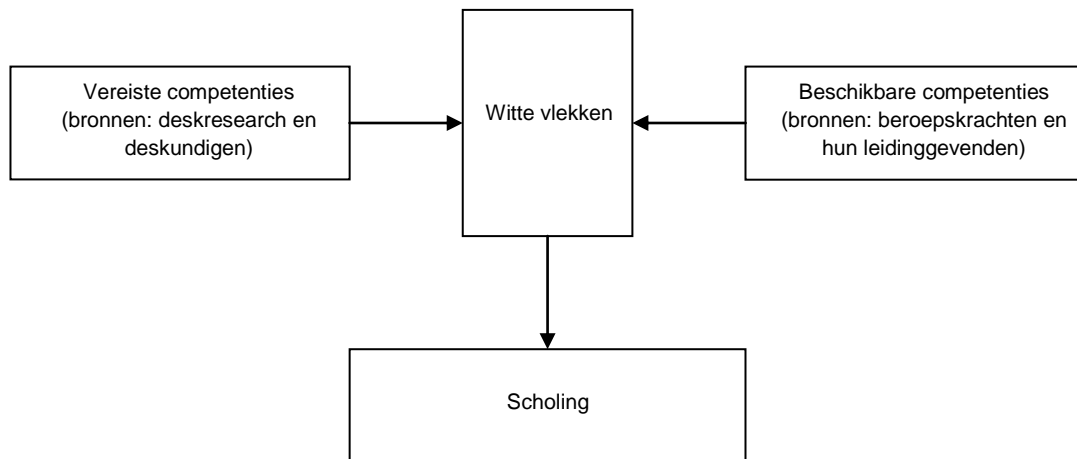 Vereiste competenties
(bronnen: deskresearch en
deskundigen)
Witte vlekken
Beschikbare competenties
(bronnen: beroepskrachten en
hun leidinggevenden)
Scholing